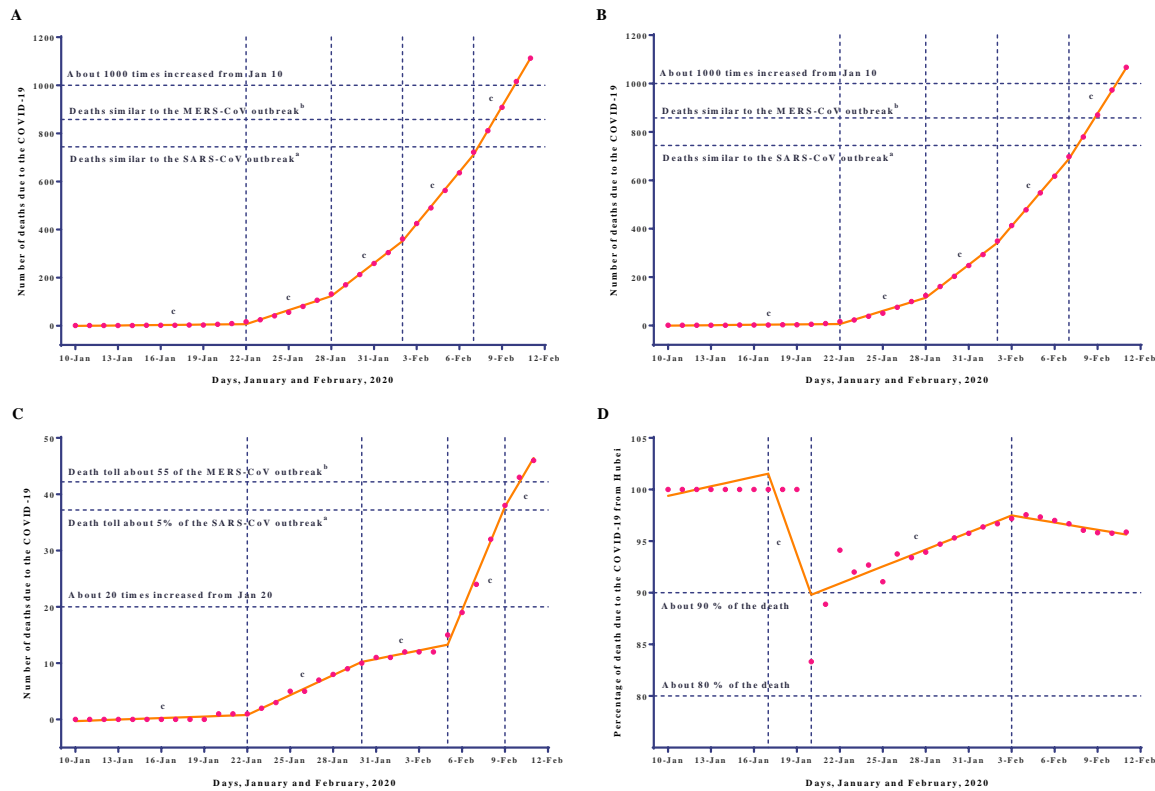 A
Number of deaths due to the COVID-19
1200
1000
800
600
400
200
0
About 1000 times increased from Jan 10
Deaths similar to the MERS-CoV outbreakᵇ
Deaths similar to the SARS-CoV outbreakᵃ
c
c
c
c
c
10-Jan 13-Jan 16-Jan 19-Jan 22-Jan 25-Jan 28-Jan 31-Jan 3-Feb 6-Feb 9-Feb 12-Feb
Days, January and February, 2020
B
Number of deaths due to the COVID-19
1200
1000
800
600
400
200
0
About 1000 times increased from Jan 10
Deaths similar to the MERS-CoV outbreakᵇ
Deaths similar to the SARS-CoV outbreakᵃ
c
c
c
c
c
10-Jan 13-Jan 16-Jan 19-Jan 22-Jan 25-Jan 28-Jan 31-Jan 3-Feb 6-Feb 9-Feb 12-Feb
Days, January and February, 2020
C
Number of deaths due to the COVID-19
50
40
30
20
10
0
Death toll about 55 of the MERS-CoV outbreakᵇ
Death toll about 5% of the SARS-CoV outbreakᵃ
About 20 times increased from Jan 20
c
c
c
c
c
10-Jan 13-Jan 16-Jan 19-Jan 22-Jan 25-Jan 28-Jan 31-Jan 3-Feb 6-Feb 9-Feb 12-Feb
Days, January and February, 2020
D
Percentage of death due to the COVID-19 from Hubei
105
100
95
90
85
80
c
c
About 90 % of the death
About 80 % of the death
10-Jan 13-Jan 16-Jan 19-Jan 22-Jan 25-Jan 28-Jan 31-Jan 3-Feb 6-Feb 9-Feb 12-Feb
Days, January and February, 2020